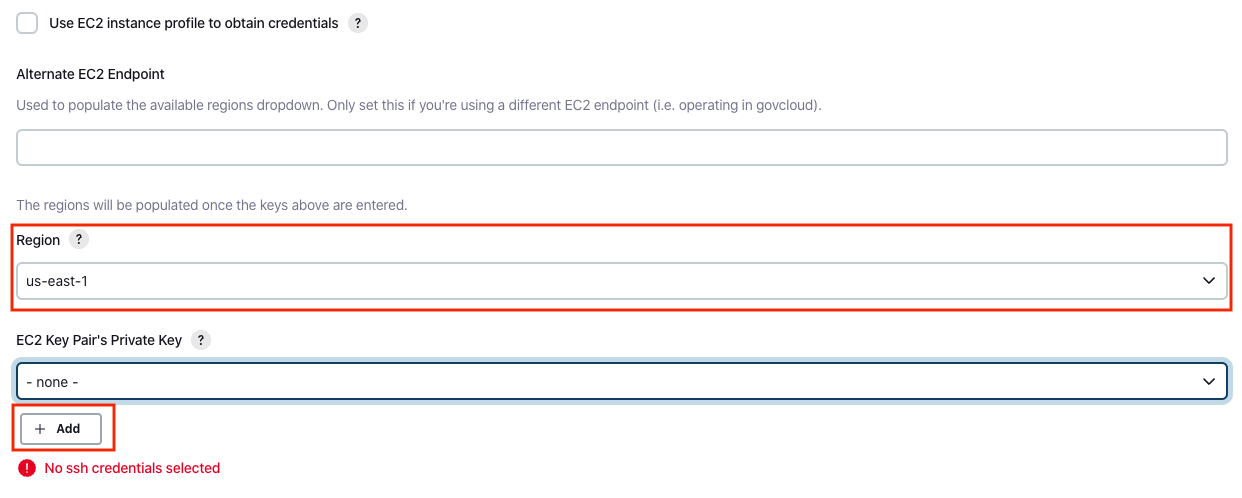 Use EC2 instance profile to obtain credentials ?
Alternate EC2 Endpoint
Used to populate the available regions dropdown. Only set this if you're using a different EC2 endpoint (i.e. operating in govcloud).
The regions will be populated once the keys above are entered.
Region ?
us-east-1
EC2 Key Pair's Private Key ?
- none -
+ Add
! No ssh credentials selected